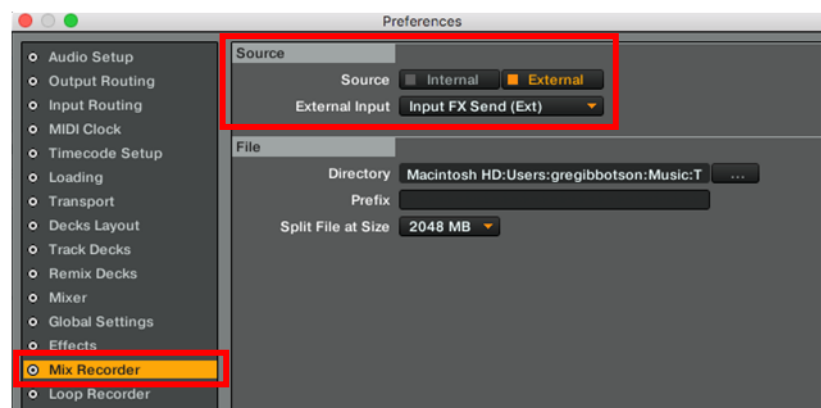 Preferences
Audio Setup
Output Routing
Input Routing
MIDI Clock
Timecode Setup
Loading
Transport
Decks Layout
Track Decks
Remix Decks
Mixer
Global Settings
Effects
Mix Recorder
Loop Recorder
Source
Source Internal External
External Input Input FX Send (Ext)
File
Directory Macintosh HD:Users:gregibbotson:Music:T ...
Prefix
Split File at Size 2048 MB